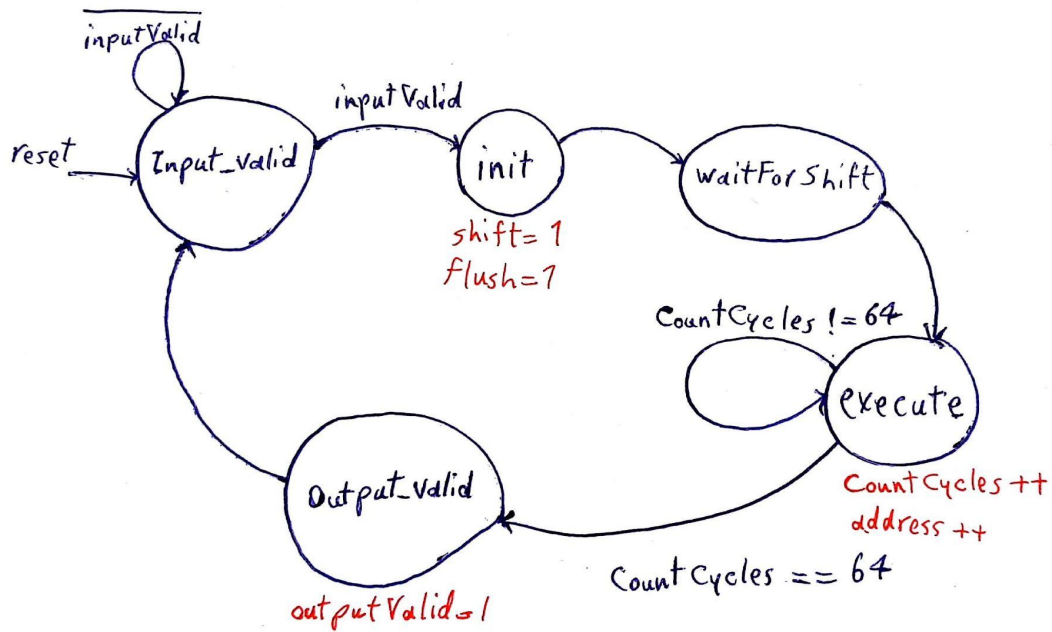 inputValid
inputValid
reset
Input_valid
init
waitForShift
shift=1
flush=1
CountCycles !=64
execute
CountCycles ++
address ++
Output_valid
CountCycles == 64
outputValid=1